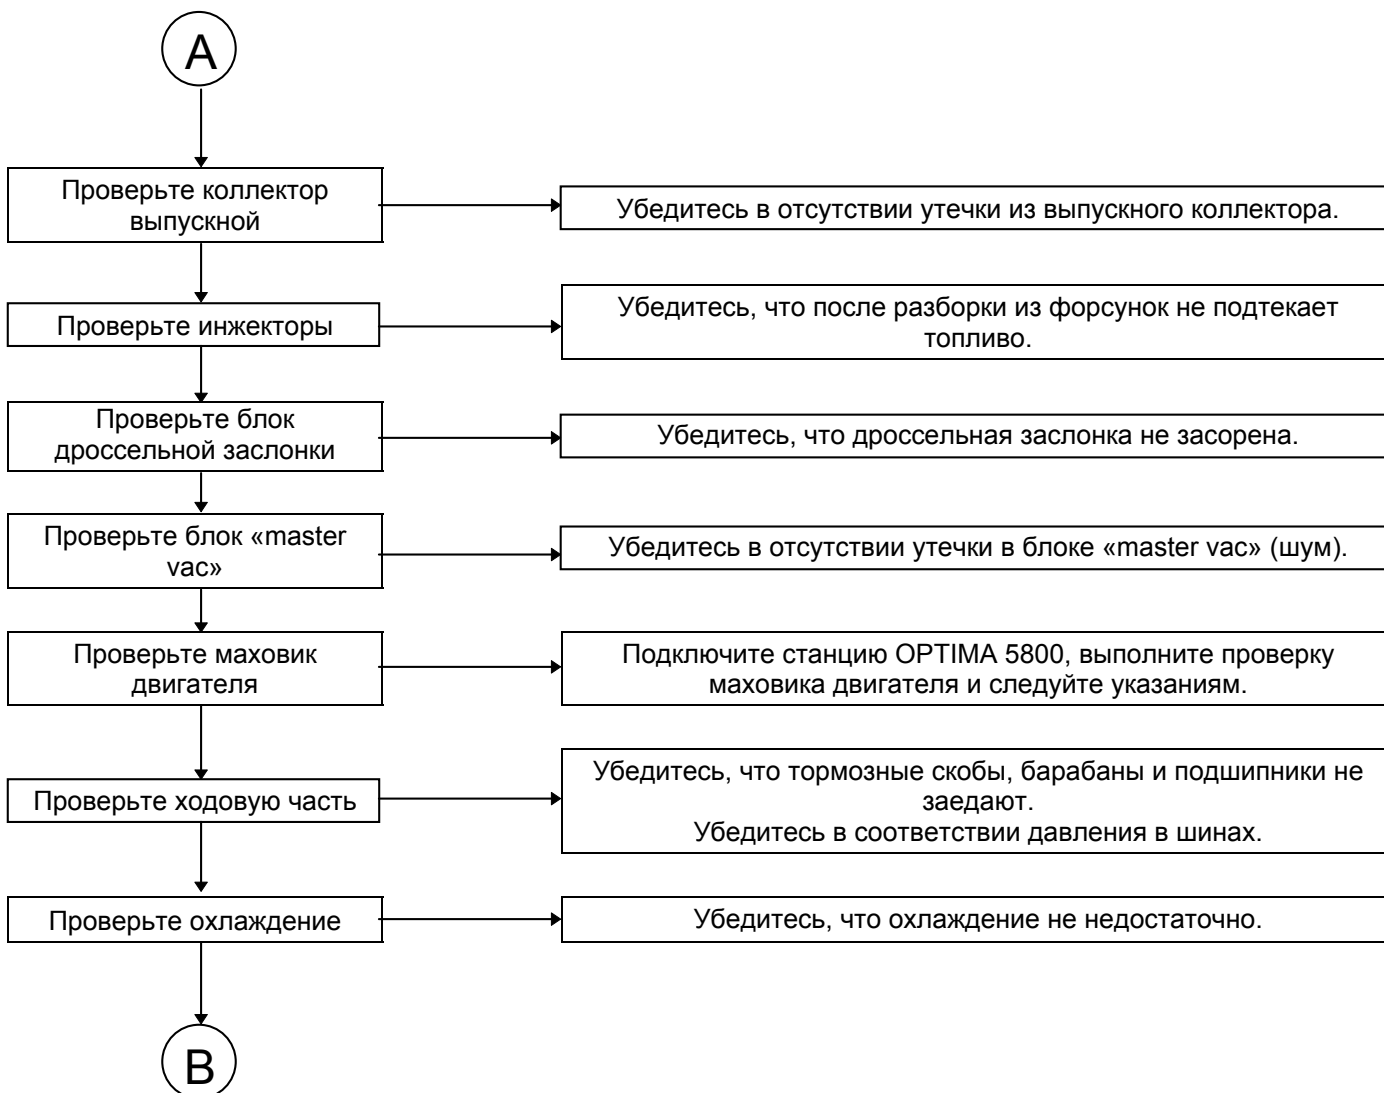 A
Проверьте коллектор
выпускной
Убедитесь в отсутствии утечки из выпускного коллектора.
Проверьте инжекторы
Убедитесь, что после разборки из форсунок не подтекает
топливо.
Проверьте блок
дроссельной заслонки
Убедитесь, что дроссельная заслонка не засорена.
Проверьте блок «master
vac»
Убедитесь в отсутствии утечки в блоке «master vac» (шум).
Проверьте маховик
двигателя
Подключите станцию OPTIMA 5800, выполните проверку
маховика двигателя и следуйте указаниям.
Проверьте ходовую часть
Убедитесь, что тормозные скобы, барабаны и подшипники не
заедают.
Убедитесь в соответствии давления в шинах.
Проверьте охлаждение
Убедитесь, что охлаждение не недостаточно.
B